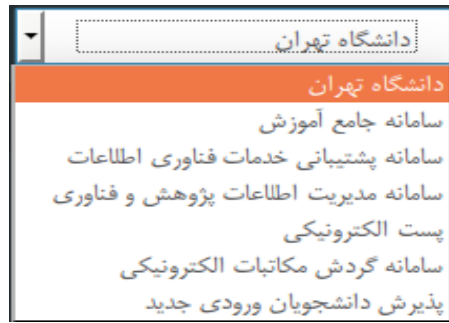 دانشگاه تهران
دانشگاه تهران
سامانه جامع آموزش
سامانه پشتیبانی خدمات فناوری اطلاعات
سامانه مدیریت اطلاعات پژوهش و فناوری
پست الکترونیکی
سامانه گردش مکاتبات الکترونیکی
پذیرش دانشجویان ورودی جدید